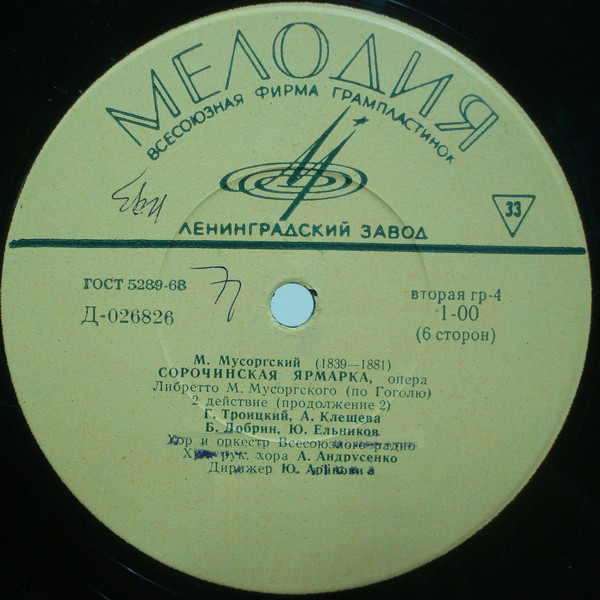 МЕЛОДИЯ
ВСЕСОЮЗНАЯ ФИРМА ГРАМПЛАСТИНОК
ЛЕНИНГРАДСКИЙ ЗАВОД
33
ГОСТ 5289-68
Д-026826
вторая гр-4
1-00
(6 сторон)
М. Мусоргский (1839—1881)
СОРОЧИНСКАЯ ЯРМАРКА, опера
Либретто М. Мусоргского (по Гоголю)
2 действие (продолжение 2)
Г. Троицкий, А. Клещева
Б. Добрин, Ю. Ельников
Хор и оркестр Всесоюзного радио
Худ. рук. хора А. Андрусенко
Дирижер Ю.